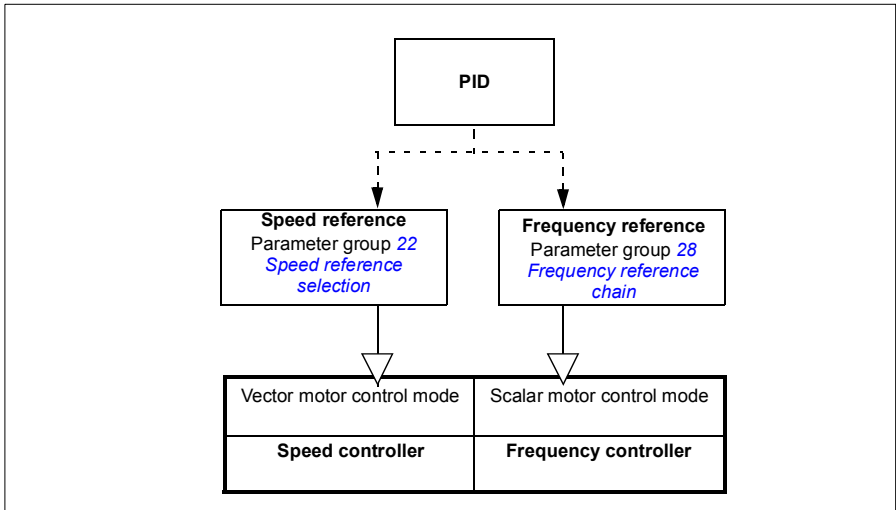 PID
Speed reference
Parameter group 22
Speed reference
selection
Frequency reference
Parameter group 28
Frequency reference
chain
Vector motor control mode
Scalar motor control mode
Speed controller
Frequency controller